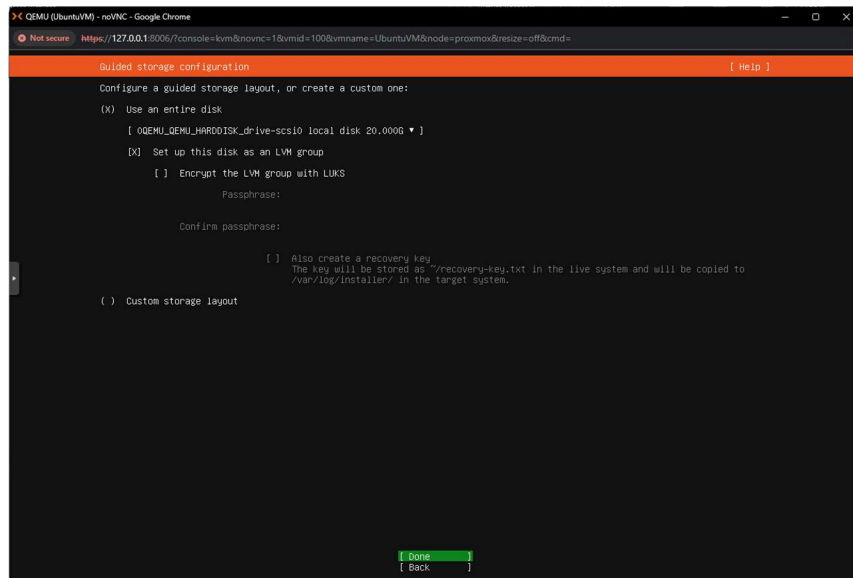 QEMU (UbuntuVM) - noVNC - Google Chrome
Not secure https://127.0.0.1:8006/?console=kvm&novnc=1&vmid=100&vmname=UbuntuVM&node=proxmox&resize=off&cmd=
Guided storage configuration [ Help ]
Configure a guided storage layout, or create a custom one:
(X) Use an entire disk
[ 0QEMU_QEMU_HARDDISK_drive-scsi0 local disk 20.000G ▾ ]
[X] Set up this disk as an LVM group
[ ] Encrypt the LVM group with LUKS
Passphrase:
Confirm passphrase:
[ ] Also create a recovery key
The key will be stored as ~/recovery-key.txt in the live system and will be copied to
/var/log/installer/ in the target system.
( ) Custom storage layout
[ Done ]
[ Back ]